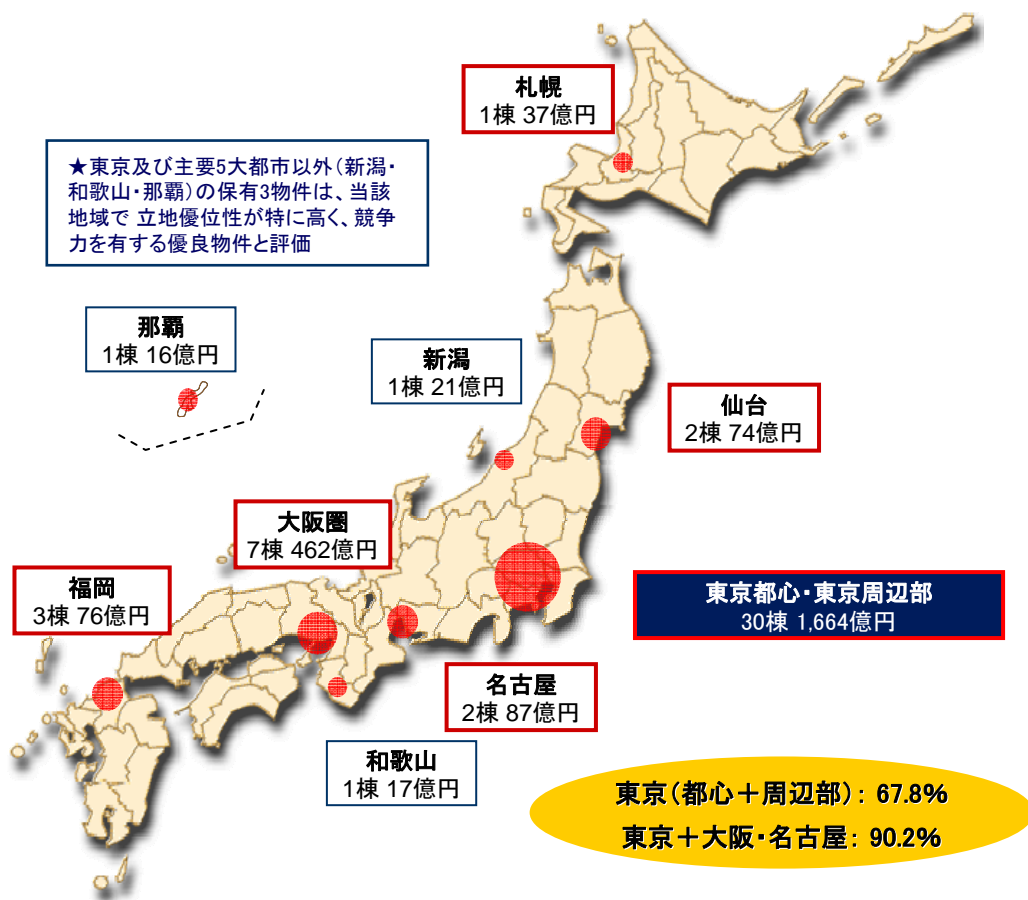 札幌
1棟 37億円
★東京及び主要5大都市以外(新潟・
和歌山・那覇)の保有3物件は、当該
地域で 立地優位性が特に高く、競争
力を有する優良物件と評価
那覇
1棟 16億円
新潟
1棟 21億円
仙台
2棟 74億円
大阪圏
7棟 462億円
福岡
3棟 76億円
東京都心・東京周辺部
30棟 1,664億円
名古屋
2棟 87億円
和歌山
1棟 17億円
東京(都心+周辺部): 67.8%
東京+大阪・名古屋: 90.2%